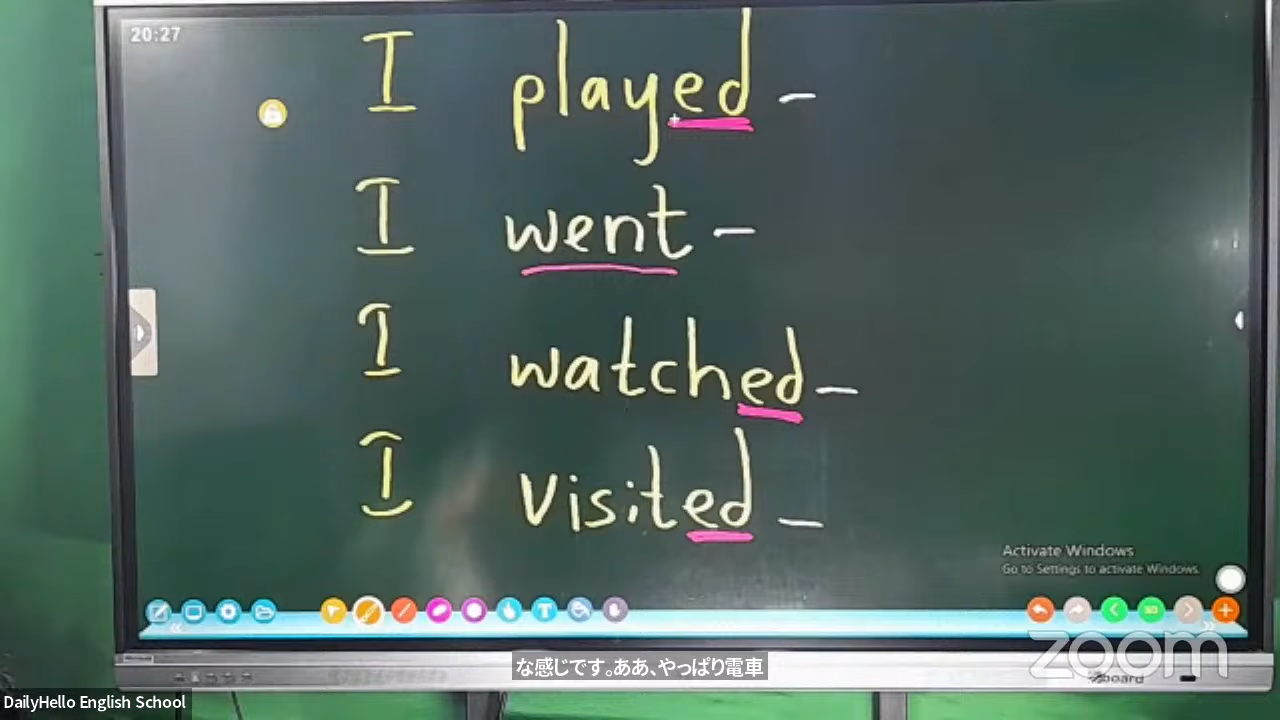 20:27
I played -
I went -
I watched -
I visited -
Activate Windows
Go to Settings to activate Windows.
zoom
な感じです。ああ、やっぱり電車
DailyHello English School